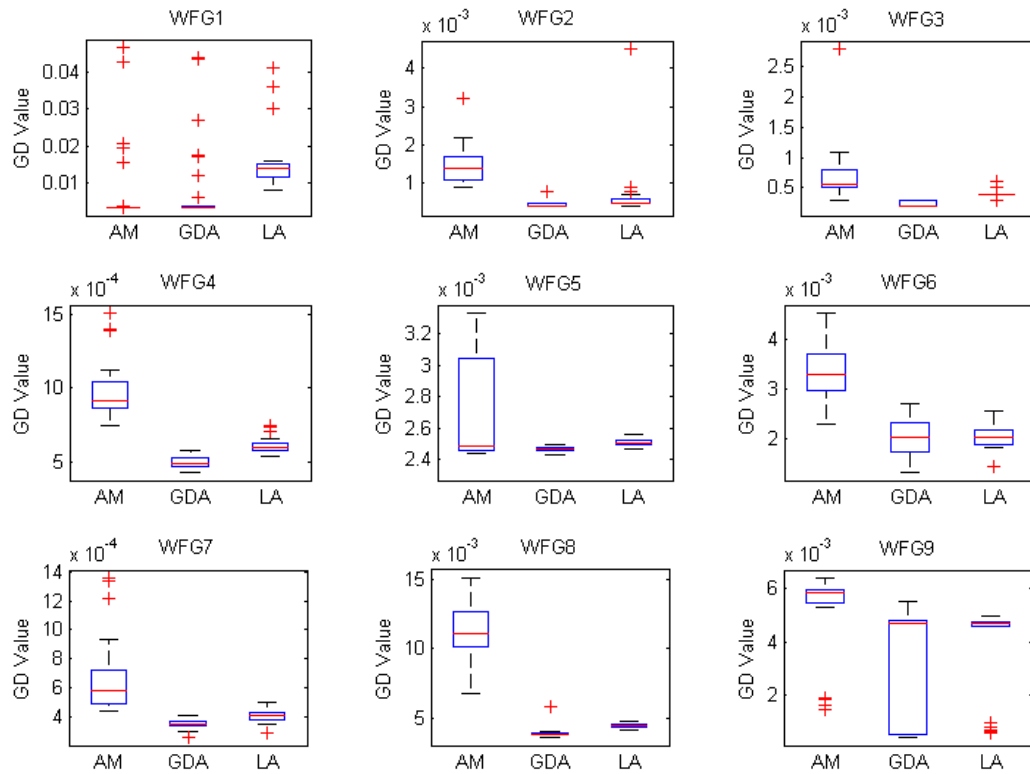 WFG1
GD Value
0.04
0.03
0.02
0.01
AM GDA LA
x 10⁻³
WFG2
GD Value
4
3
2
1
AM GDA LA
x 10⁻³
WFG3
GD Value
2.5
2
1.5
1
0.5
AM GDA LA
x 10⁻⁴
WFG4
GD Value
15
10
5
AM GDA LA
x 10⁻³
WFG5
GD Value
3.2
3
2.8
2.6
2.4
AM GDA LA
x 10⁻³
WFG6
GD Value
4
3
2
AM GDA LA
x 10⁻⁴
WFG7
GD Value
14
12
10
8
6
4
AM GDA LA
x 10⁻³
WFG8
GD Value
15
10
5
AM GDA LA
x 10⁻³
WFG9
GD Value
6
4
2
AM GDA LA